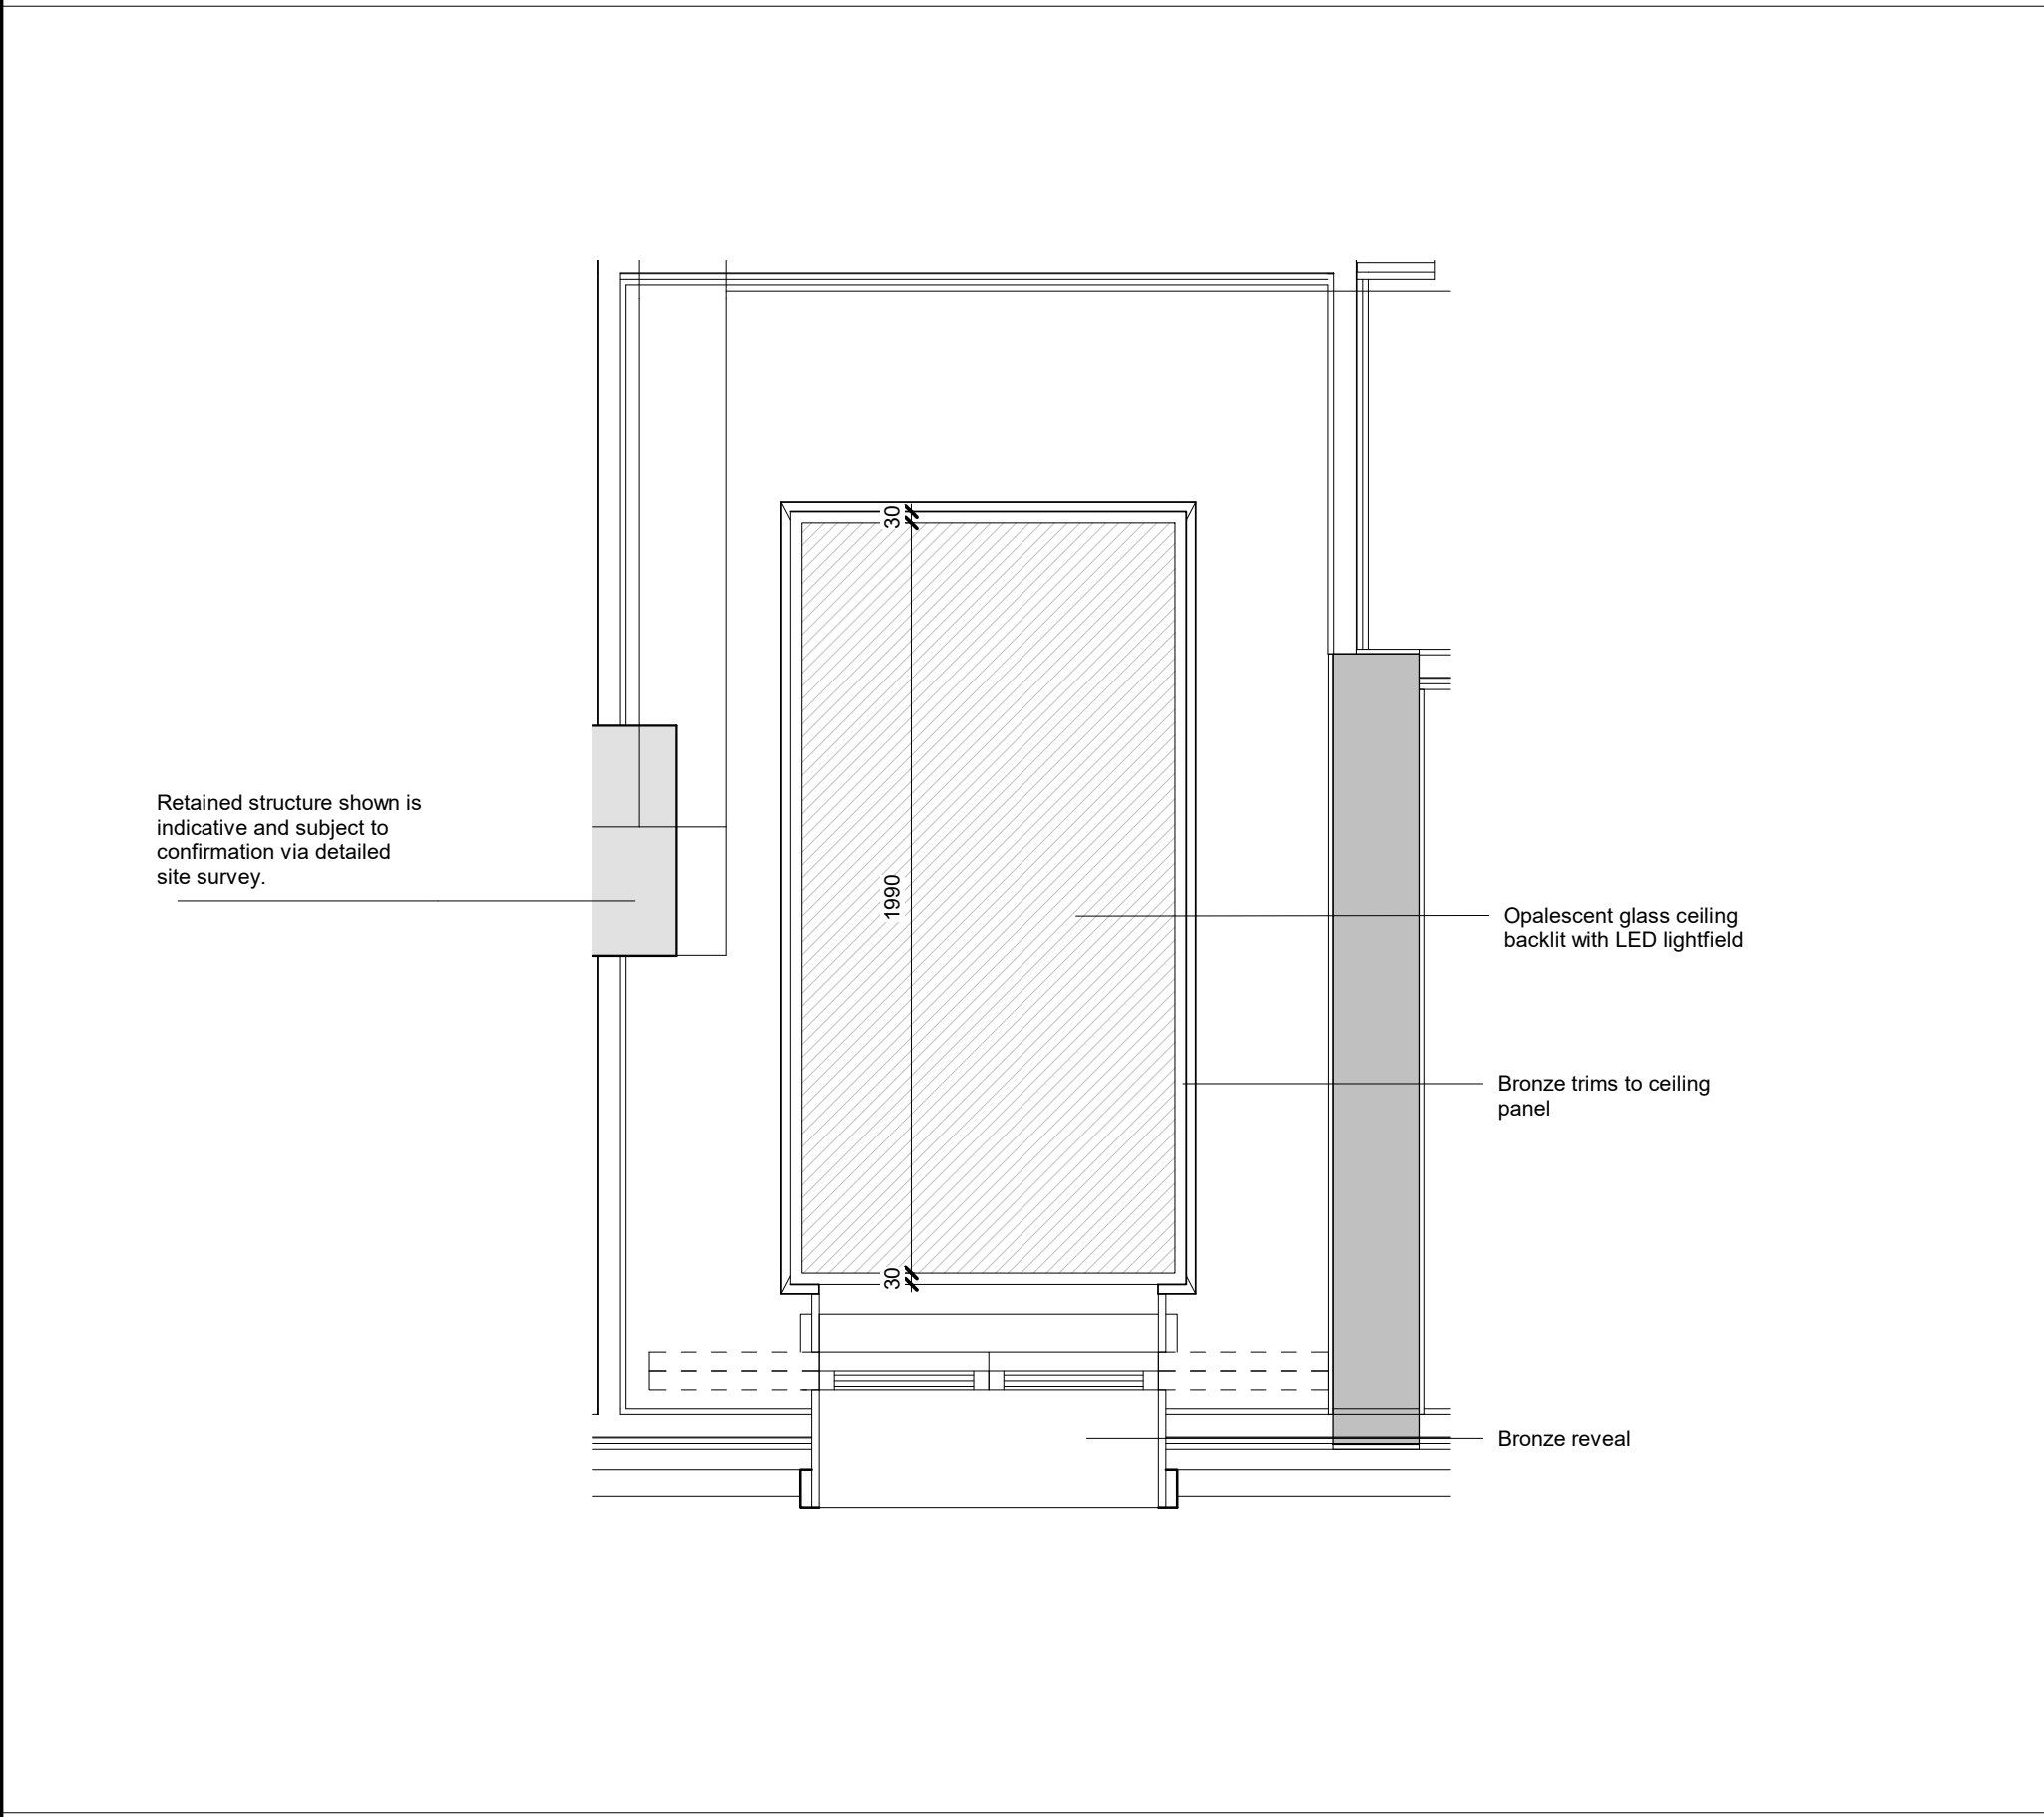 30
Retained structure shown is
indicative and subject to
confirmation via detailed
site survey.
1990
Opalescent glass ceiling
backlit with LED lightfield
Bronze trims to ceiling
panel
30
Bronze reveal